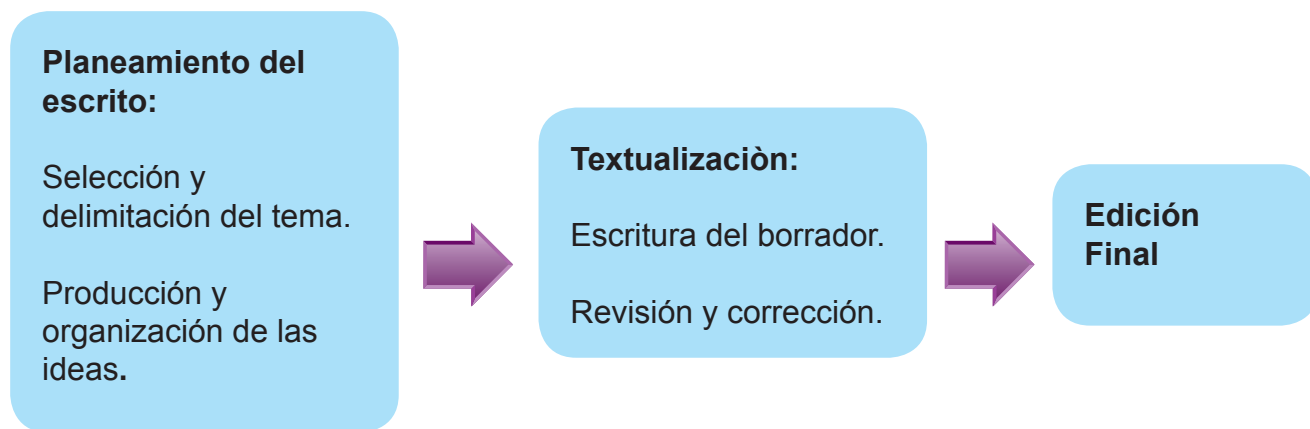 Planeamiento del
escrito:
Selección y
delimitación del tema.
Producción y
organización de las
ideas.
Textualizaciòn:
Escritura del borrador.
Revisión y corrección.
Edición
Final